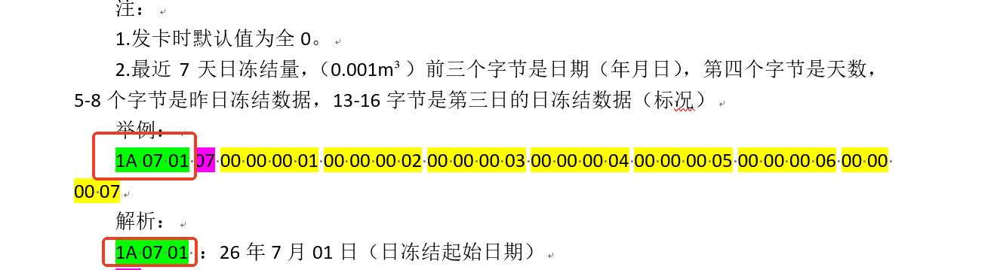 注：
1.发卡时默认值为全 0。
2.最近 7 天日冻结量，（0.001m³ ）前三个字节是日期（年月日），第四个字节是天数，
5-8 个字节是昨日冻结数据，13-16 字节是第三日的日冻结数据（标况）
举例：
1A 07 01 07 00 00 00 01 00 00 00 02 00 00 00 03 00 00 00 04 00 00 00 05 00 00 00 06 00 00
00 07
解析：
1A 07 01 ：26 年 7 月 01 日（日冻结起始日期）